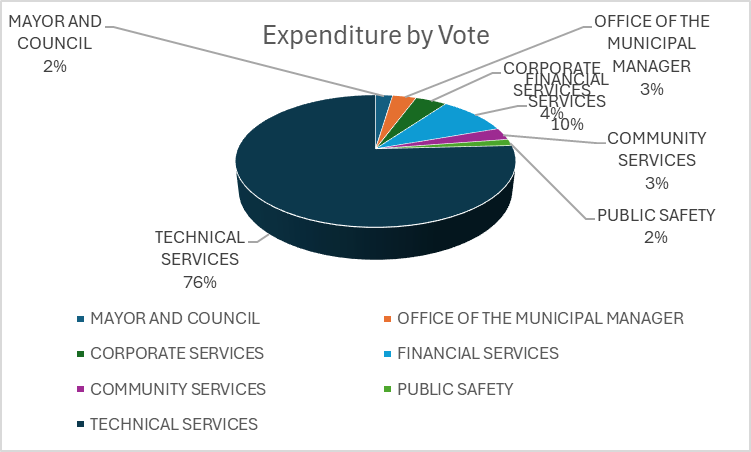 Expenditure by Vote
MAYOR AND
COUNCIL
2%
OFFICE OF THE
MUNICIPAL
MANAGER
3%
CORPORATE
SERVICES
4%
FINANCIAL
SERVICES
10%
COMMUNITY
SERVICES
3%
PUBLIC SAFETY
2%
TECHNICAL
SERVICES
76%
MAYOR AND COUNCIL
OFFICE OF THE MUNICIPAL MANAGER
CORPORATE SERVICES
FINANCIAL SERVICES
COMMUNITY SERVICES
PUBLIC SAFETY
TECHNICAL SERVICES